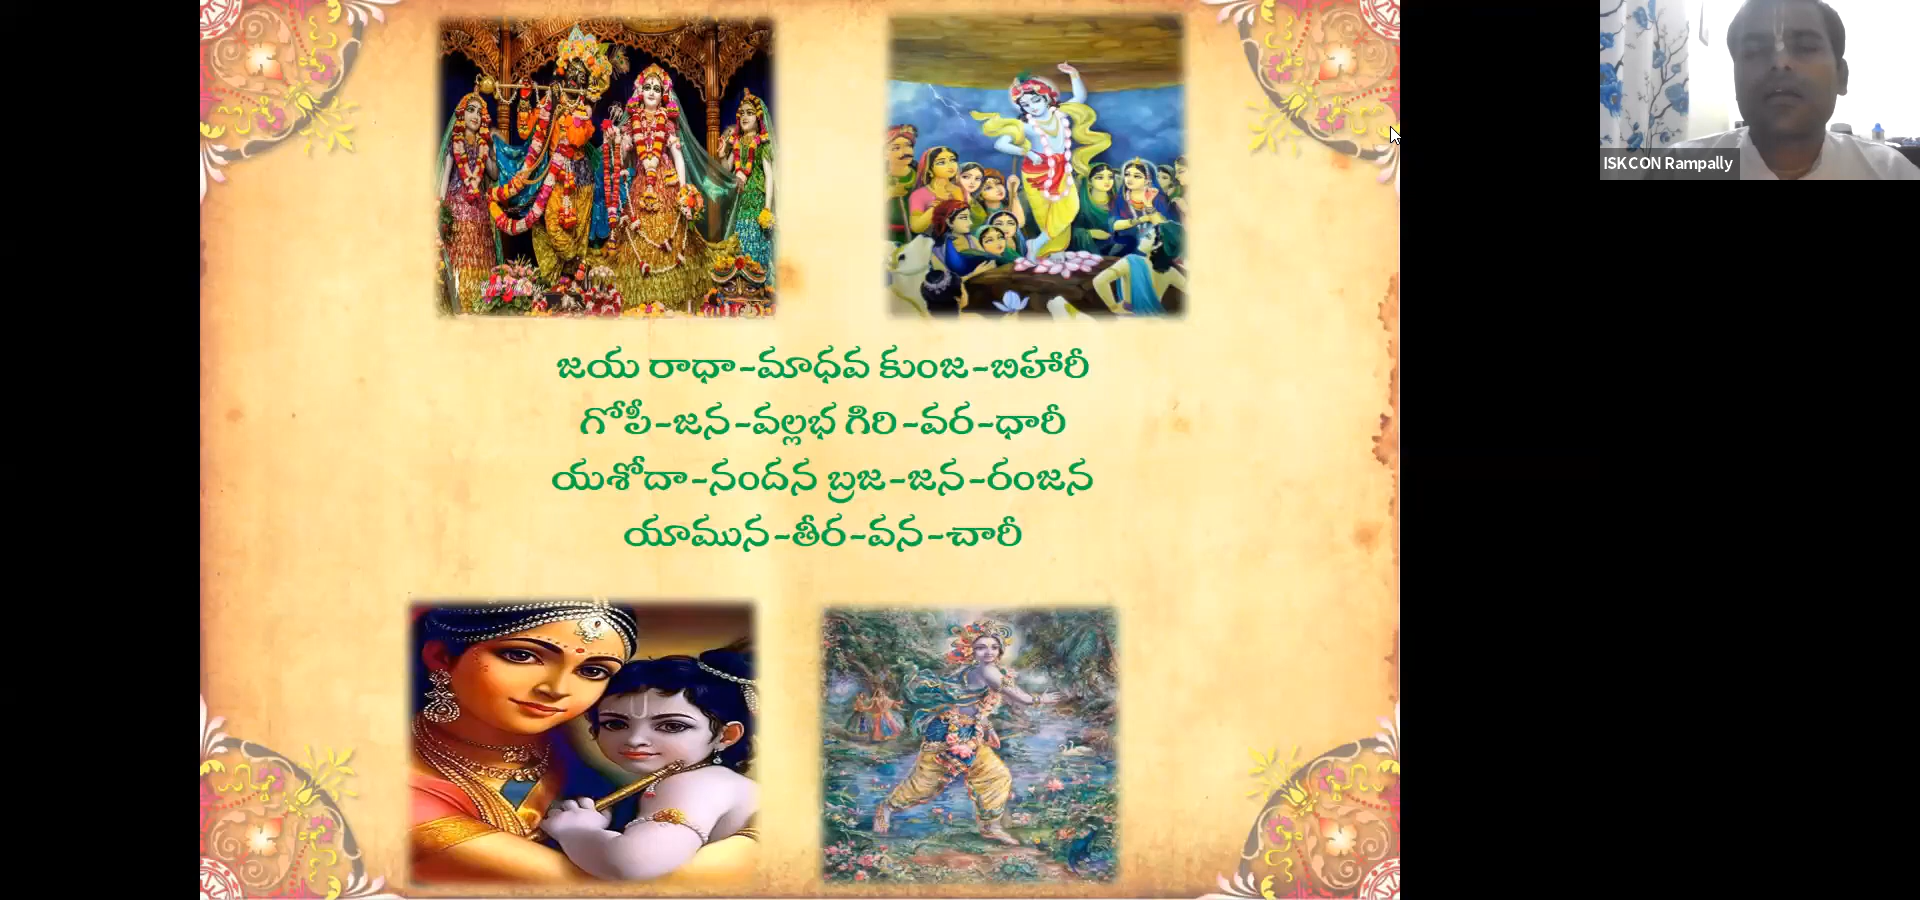 జయ రాధా-మాధవ కుంజ-బిహారీ
గోపీ-జన-వల్లభ గిరి-వర-ధారీ
యశోదా-నందన బ్రజ-జన-రంజన
యామున-తీర-వన-చారీ
ISKCON Rampally